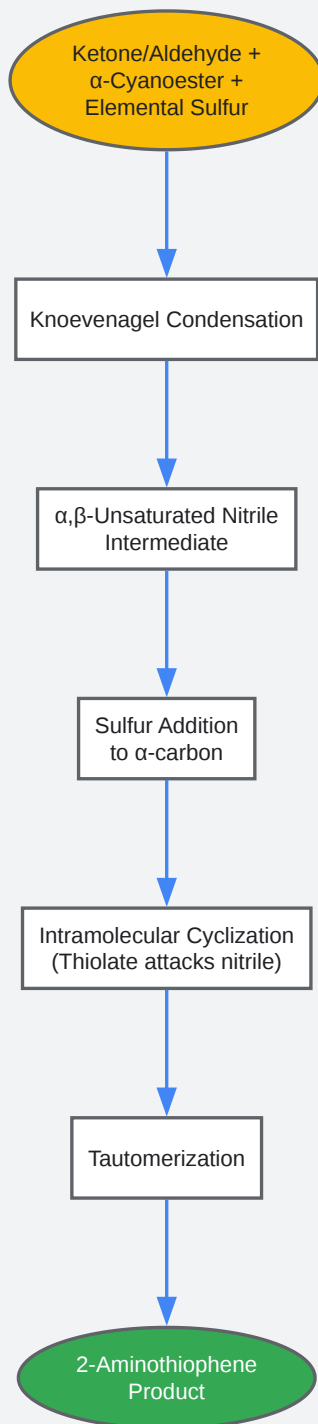 Ketone/Aldehyde +
α-Cyanoester +
Elemental Sulfur
Knoevenagel Condensation
α,β-Unsaturated Nitrile
Intermediate
Sulfur Addition
to α-carbon
Intramolecular Cyclization
(Thiolate attacks nitrile)
Tautomerization
2-Aminothiophene
Product